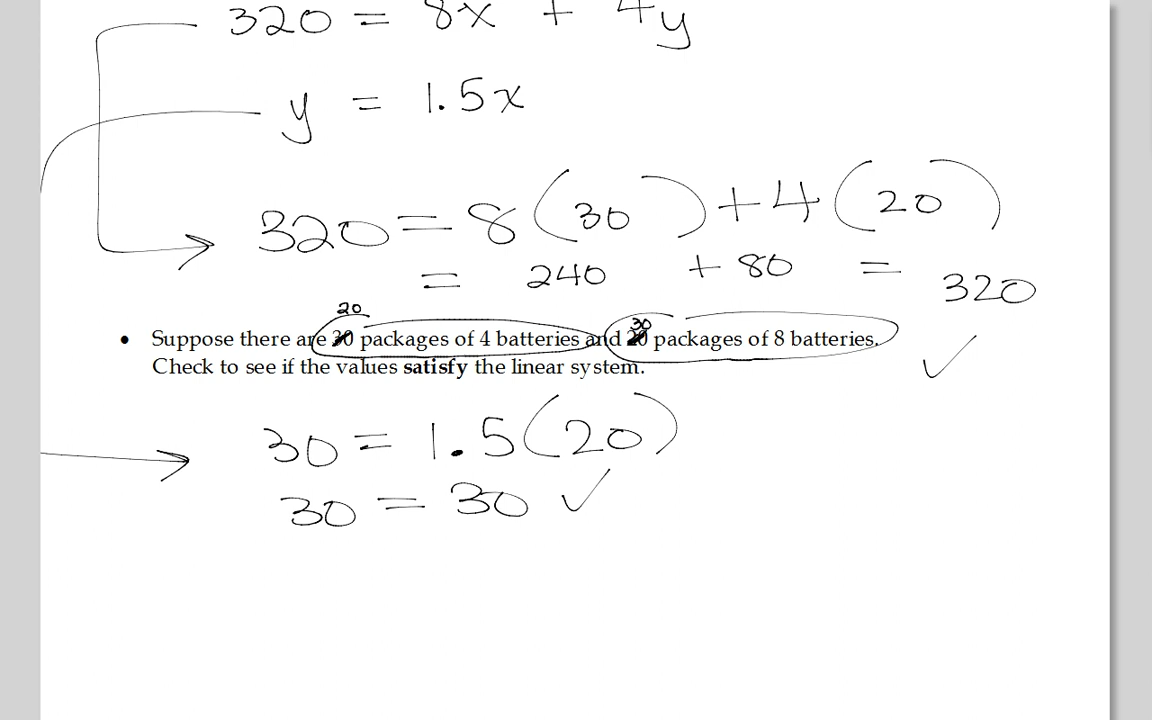 320 = 8x + 4y
y = 1.5x
320 = 8(30) + 4(20)
= 240 + 80 = 320
20 30
• Suppose there are 30 packages of 4 batteries and 20 packages of 8 batteries.
Check to see if the values satisfy the linear system.
✓
30 = 1.5(20)
30 = 30 ✓